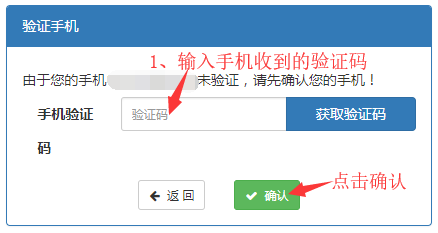 验证手机
1、输入手机收到的验证码
由于您的手机未验证，请先确认您的手机！
手机验证码
验证码
获取验证码
点击确认
返 回
确认